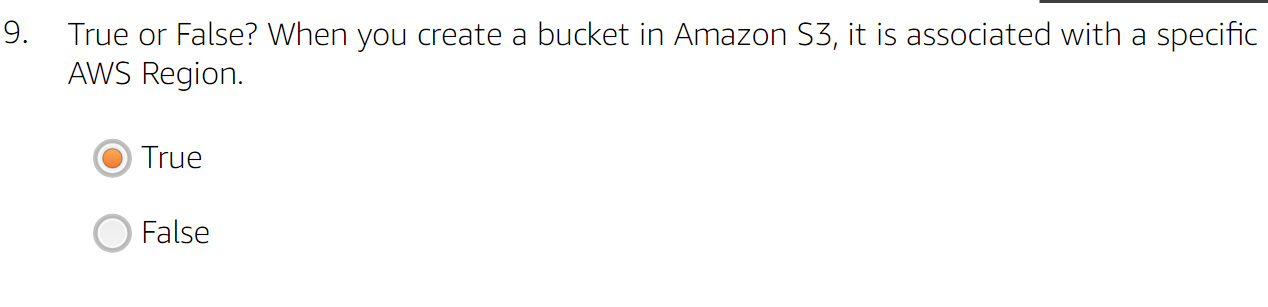 9. True or False? When you create a bucket in Amazon S3, it is associated with a specific
AWS Region.
True
False